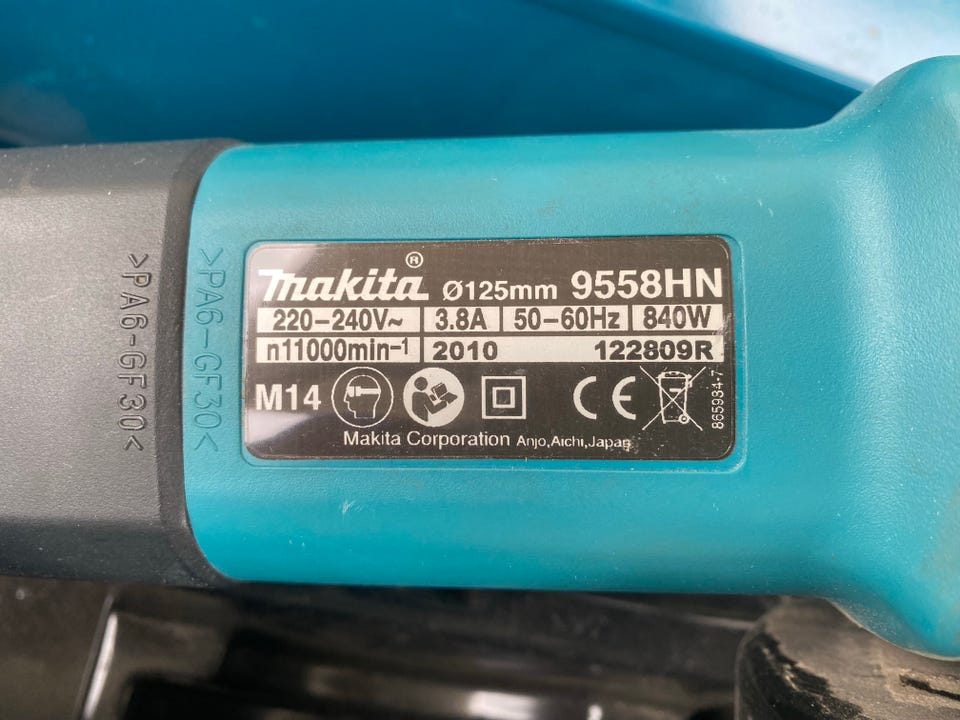 makita® Ø125mm 9558HN
220-240V~ 3.8A 50-60Hz 840W
n11000min-1 2010 122809R
M14 CE
865934-7
Makita Corporation Anjo,Aichi,Japan
>PA6-GF30<
>PA6-GF30<